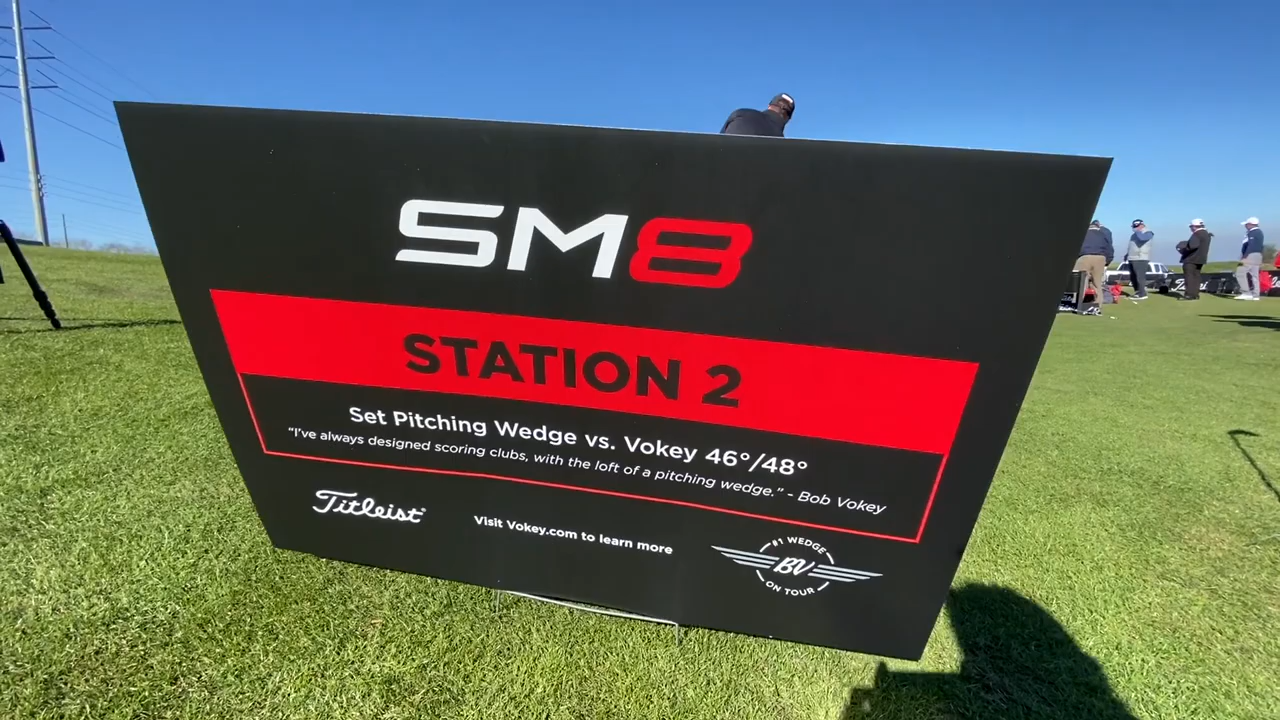 SM8
STATION 2
Set Pitching Wedge vs. Vokey 46°/48°
“I’ve always designed scoring clubs, with the loft of a pitching wedge.” - Bob Vokey
Titleist®
Visit Vokey.com to learn more
#1 WEDGE
BV
ON TOUR